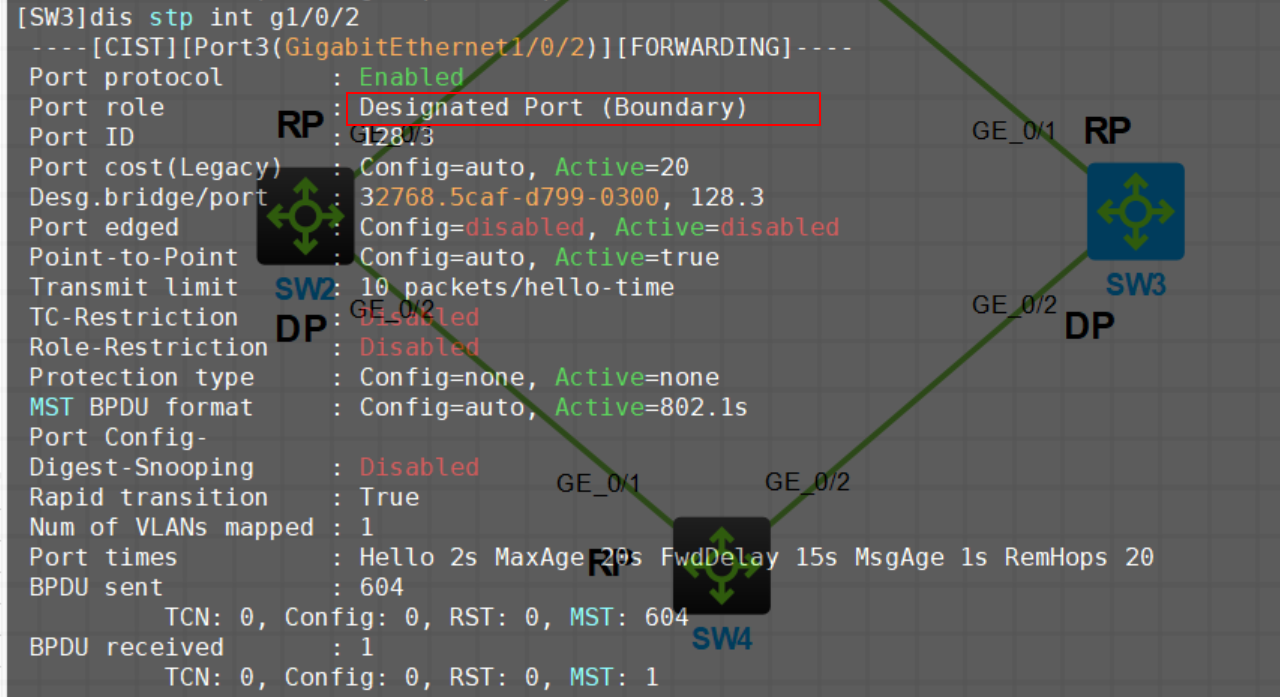 [SW3]dis stp int g1/0/2
----[CIST][Port3(GigabitEthernet1/0/2)][FORWARDING]----
Port protocol : Enabled
Port role : Designated Port (Boundary)
Port ID : 128.3
Port cost(Legacy) : Config=auto, Active=20
Desg.bridge/port : 32768.5caf-d799-0300, 128.3
Port edged : Config=disabled, Active=disabled
Point-to-Point : Config=auto, Active=true
Transmit limit : 10 packets/hello-time
TC-Restriction : Disabled
Role-Restriction : Disabled
Protection type : Config=none, Active=none
MST BPDU format : Config=auto, Active=802.1s
Port Config-
Digest-Snooping : Disabled
Rapid transition : True
Num of VLANs mapped : 1
Port times : Hello 2s MaxAge 20s FwdDelay 15s MsgAge 1s RemHops 20
BPDU sent : 604
TCN: 0, Config: 0, RST: 0, MST: 604
BPDU received : 1
TCN: 0, Config: 0, RST: 0, MST: 1
RP
GE_0/3
SW2
GE_0/2
DP
GE_0/1
RP
SW3
GE_0/2
DP
GE_0/1
GE_0/2
RP
SW4